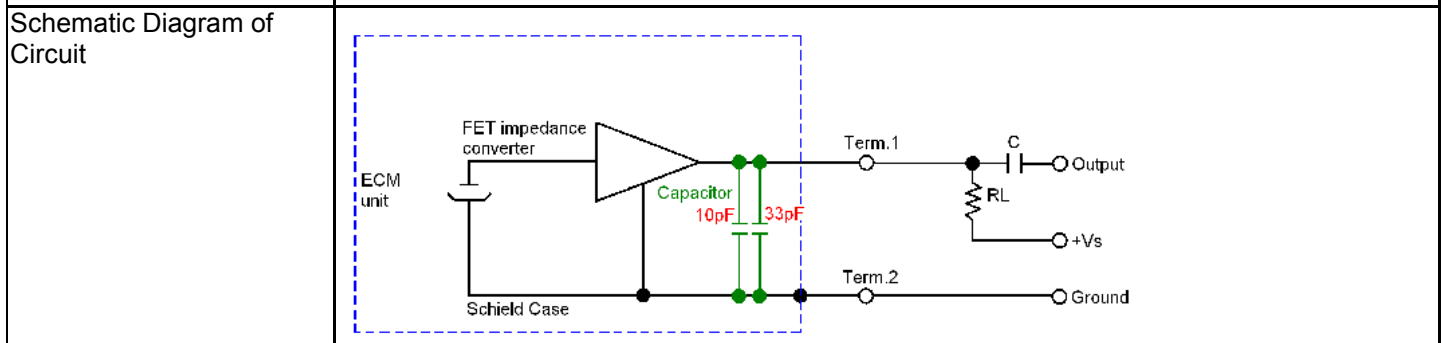 Schematic Diagram of
Circuit
FET impedance
converter
ECM
unit
Capacitor
10pF
33pF
Schield Case
Term.1
C
Output
RL
+Vs
Term.2
Ground